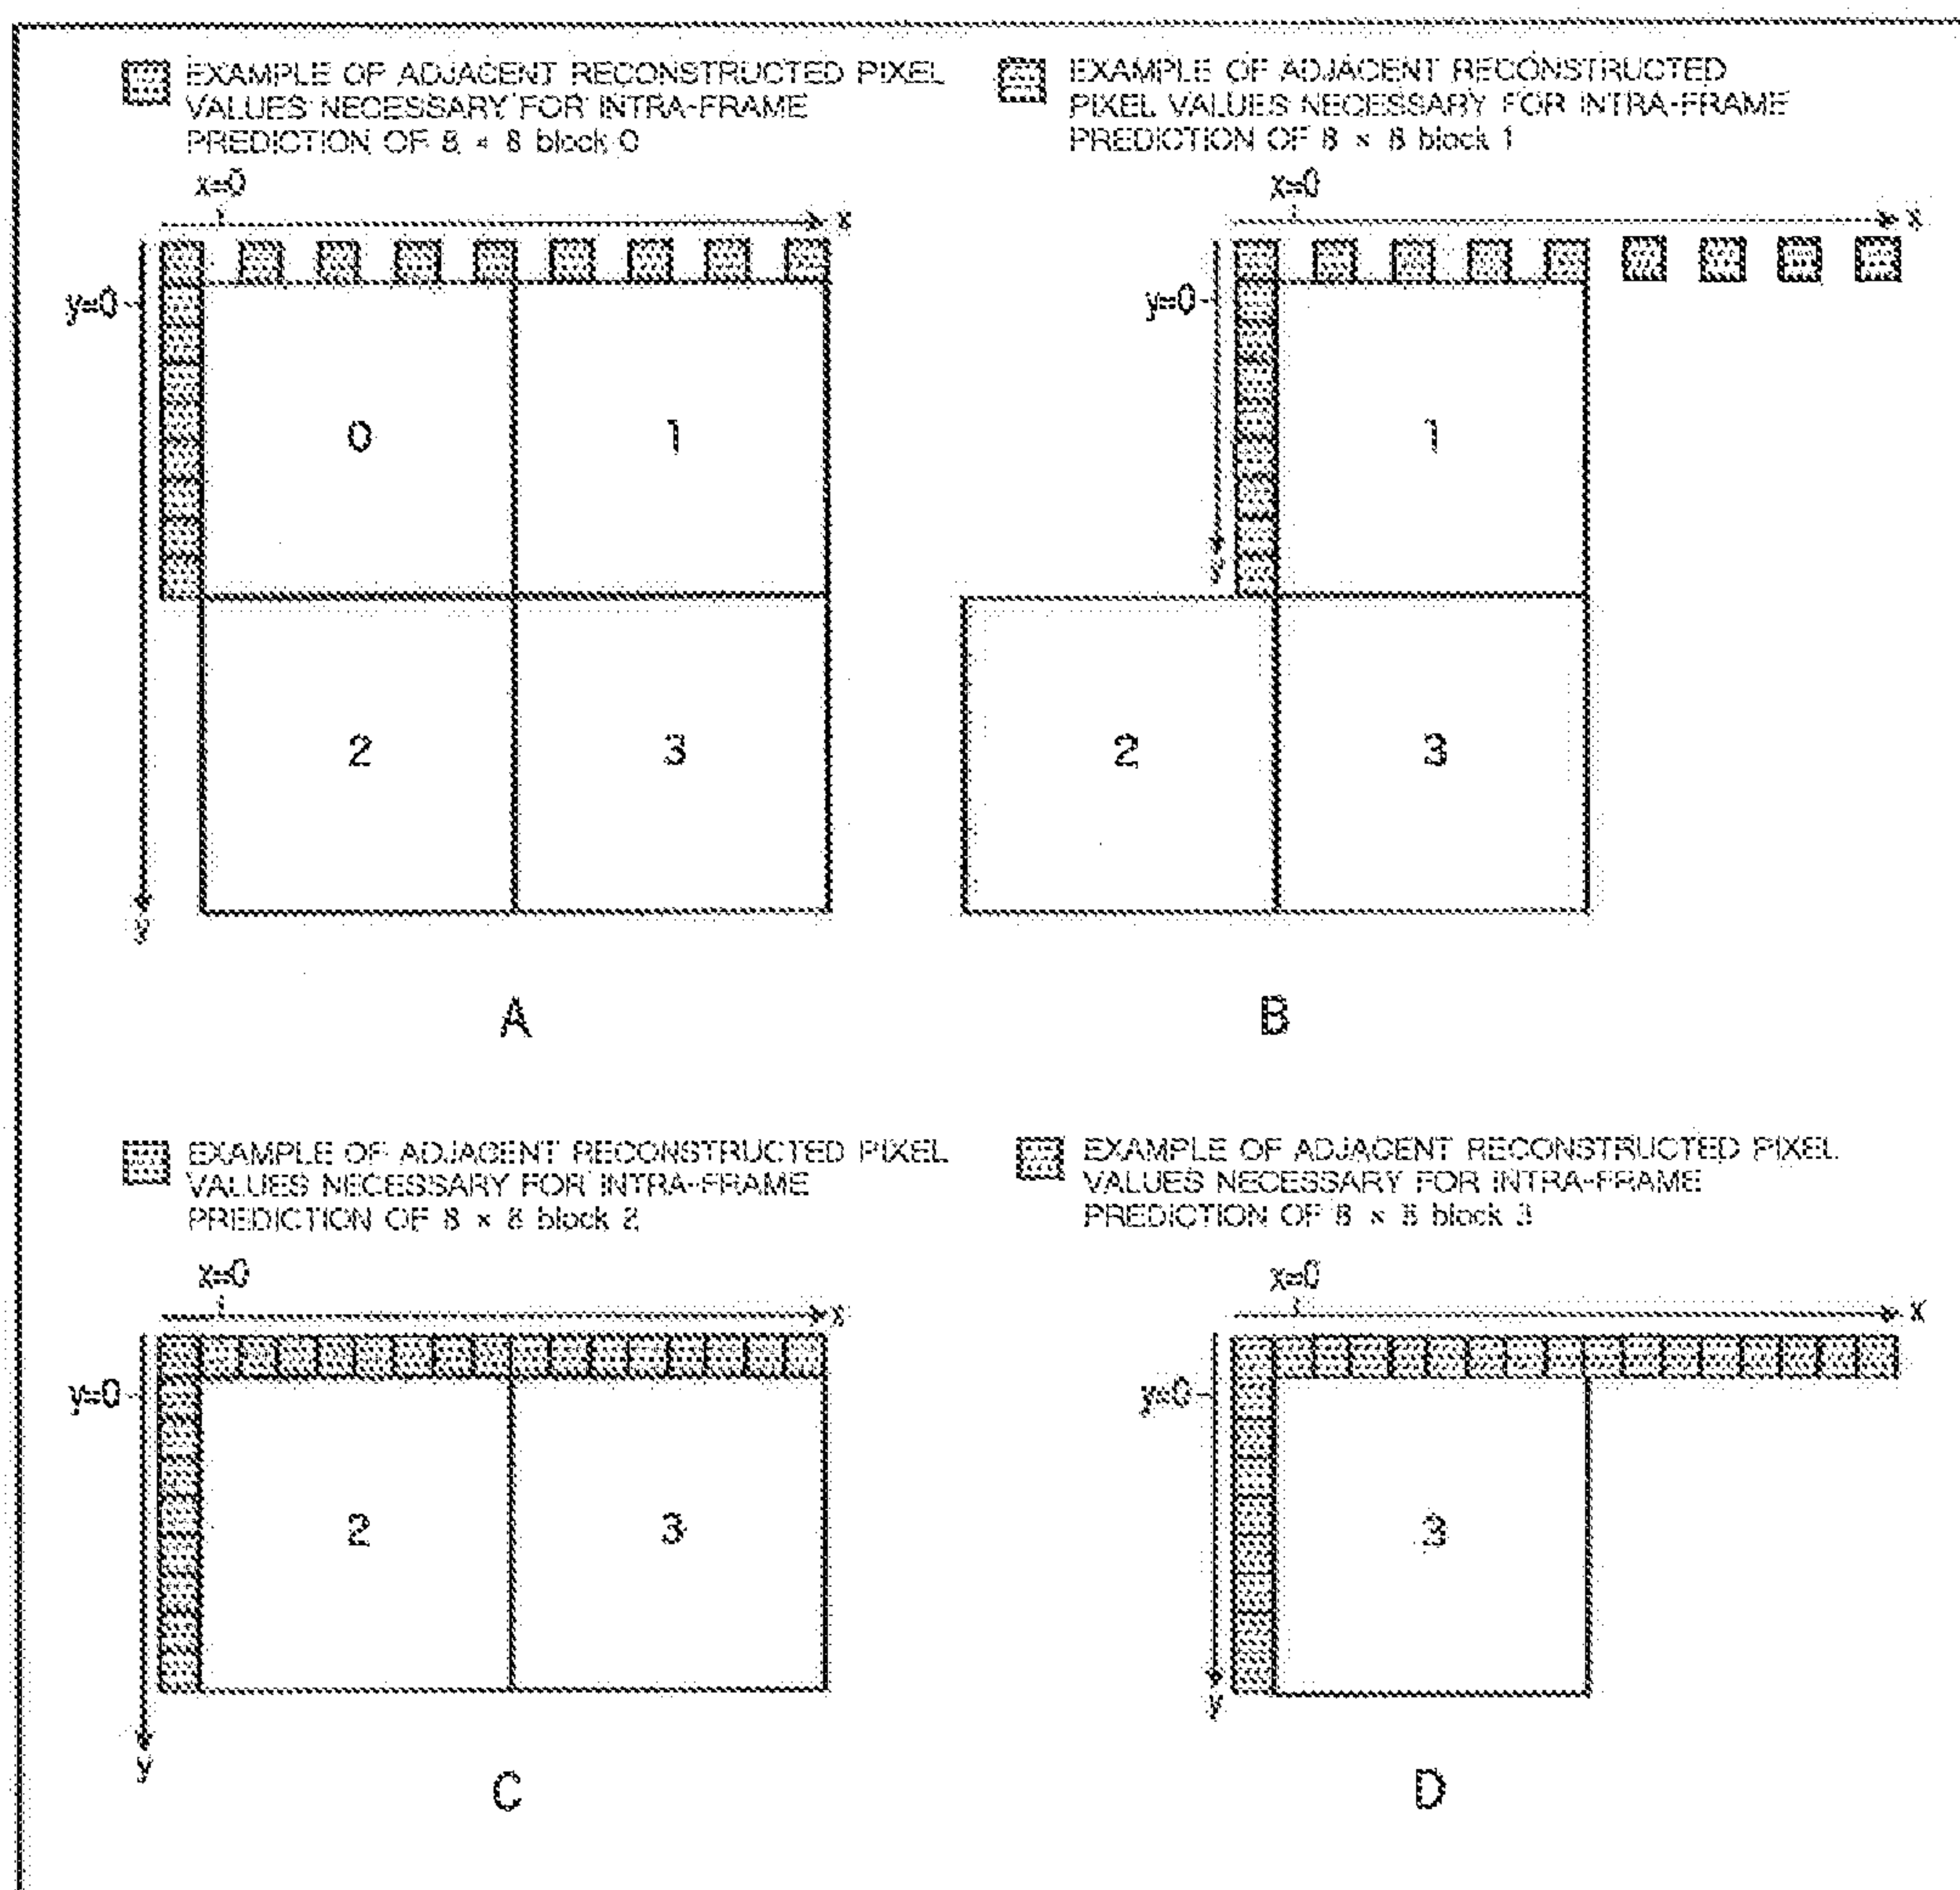 EXAMPLE OF ADJACENT RECONSTRUCTED PIXEL
VALUES NECESSARY FOR INTRA-FRAME
PREDICTION OF 8 × 8 block 0
EXAMPLE OF ADJACENT RECONSTRUCTED
PIXEL VALUES NECESSARY FOR INTRA-FRAME
PREDICTION OF 8 × 8 block 1
x=0
x
y=0
0
1
2
3
y
A
x=0
x
y=0
1
y
2
3
B
EXAMPLE OF ADJACENT RECONSTRUCTED PIXEL
VALUES NECESSARY FOR INTRA-FRAME
PREDICTION OF 8 × 8 block 2
EXAMPLE OF ADJACENT RECONSTRUCTED PIXEL
VALUES NECESSARY FOR INTRA-FRAME
PREDICTION OF 8 × 8 block 3
x=0
x
y=0
2
3
y
C
x=0
x
y=0
3
y
D